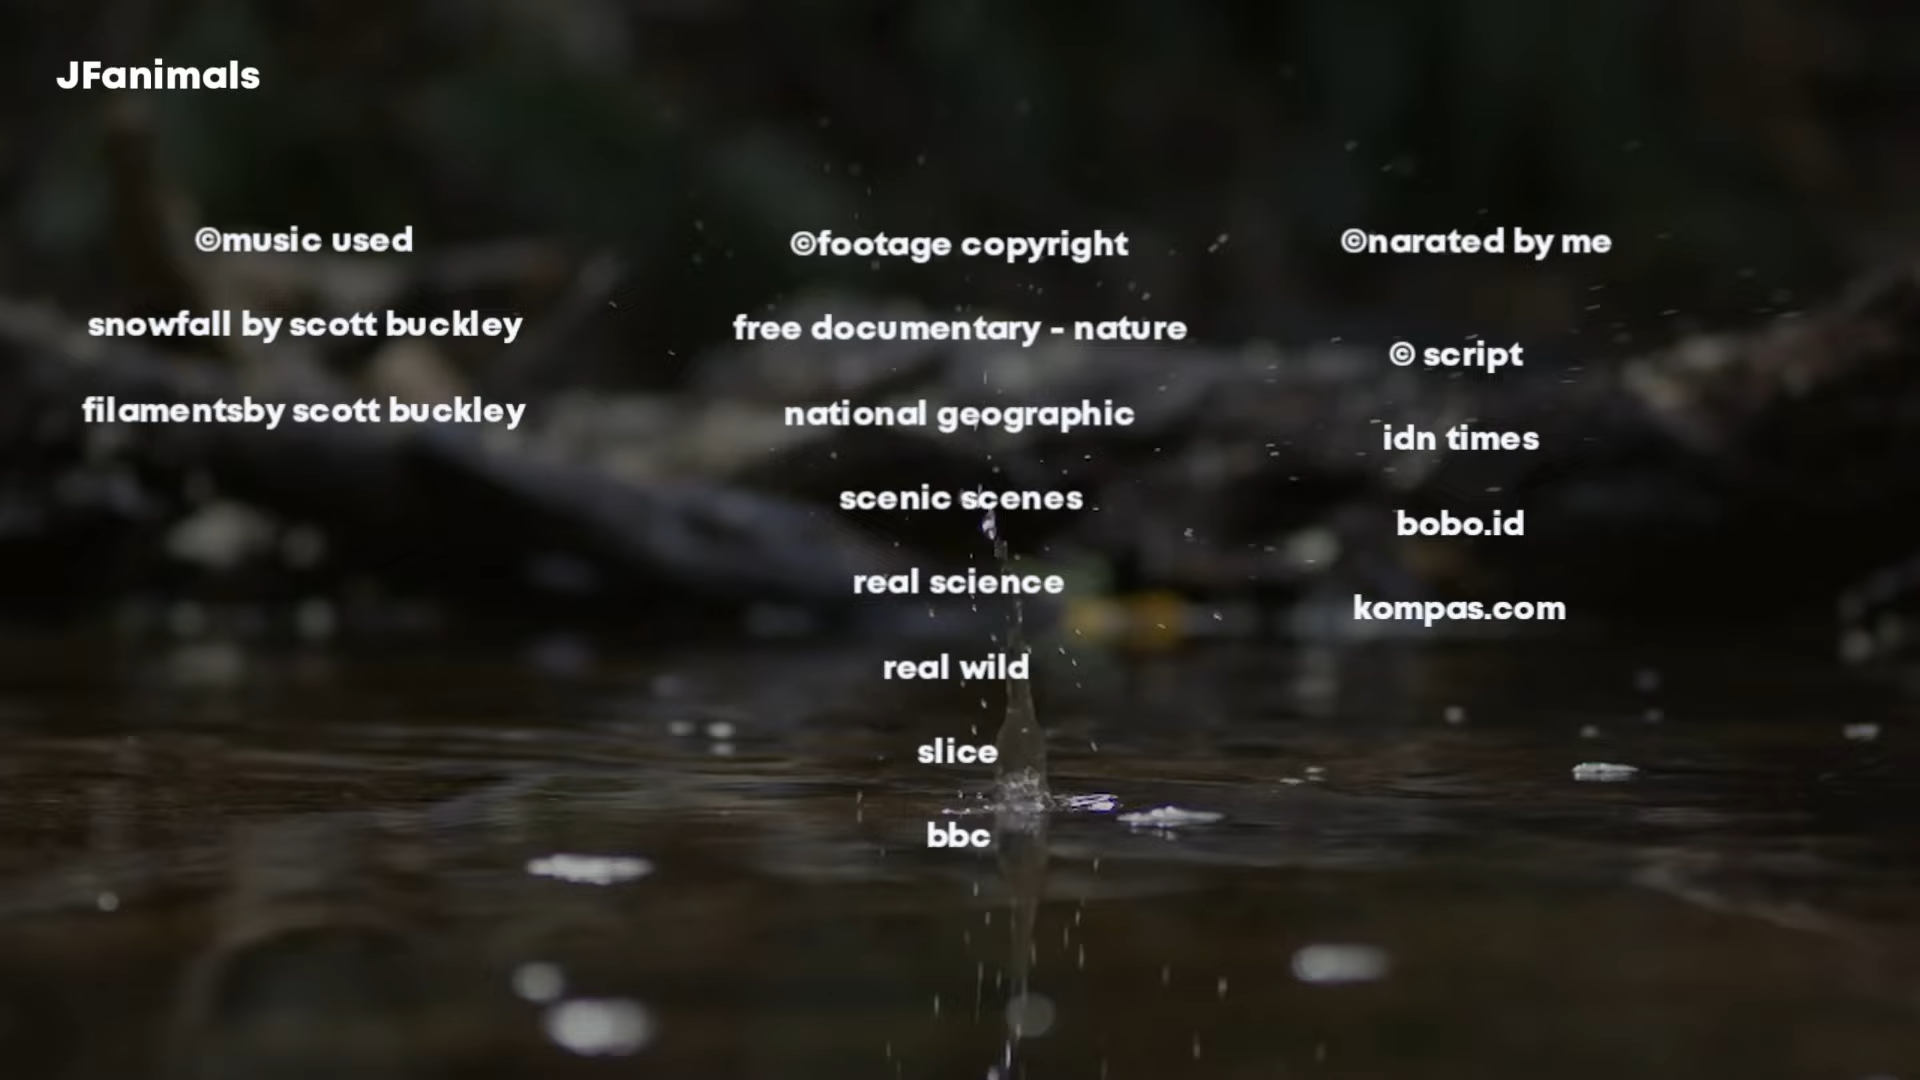 JFanimals
©music used
snowfall by scott buckley
filamentsby scott buckley
©footage copyright
free documentary - nature
national geographic
scenic scenes
real science
real wild
slice
bbc
©narated by me
© script
idn times
bobo.id
kompas.com